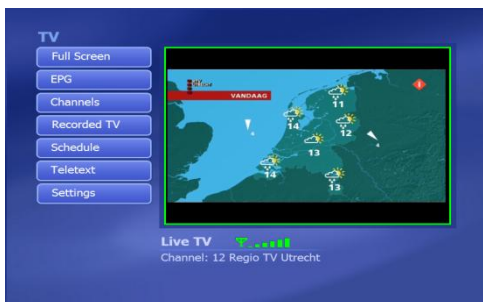 TV
Full Screen
EPG
Channels
Recorded TV
Schedule
Teletext
Settings
VANDAAG
11
14
12
13
14
13
Live TV
Channel: 12 Regio TV Utrecht